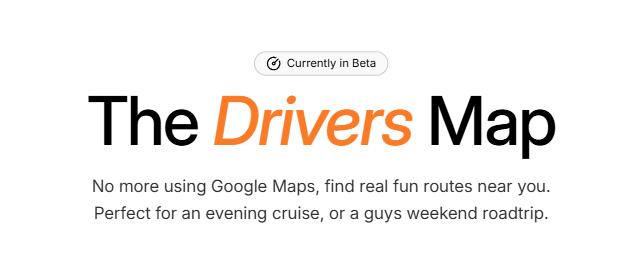 Currently in Beta
The Drivers Map
No more using Google Maps, find real fun routes near you.
Perfect for an evening cruise, or a guys weekend roadtrip.